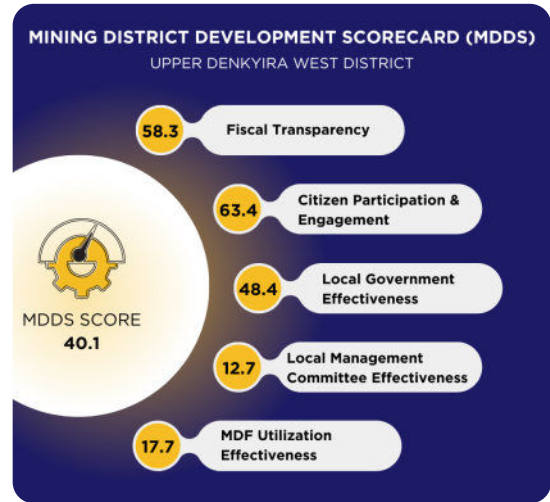 MINING DISTRICT DEVELOPMENT SCORECARD (MDDS)
UPPER DENKYIRA WEST DISTRICT
58.3
Fiscal Transparency
63.4
Citizen Participation &
Engagement
48.4
Local Government
Effectiveness
MDDS SCORE
40.1
12.7
Local Management
Committee Effectiveness
17.7
MDF Utilization
Effectiveness